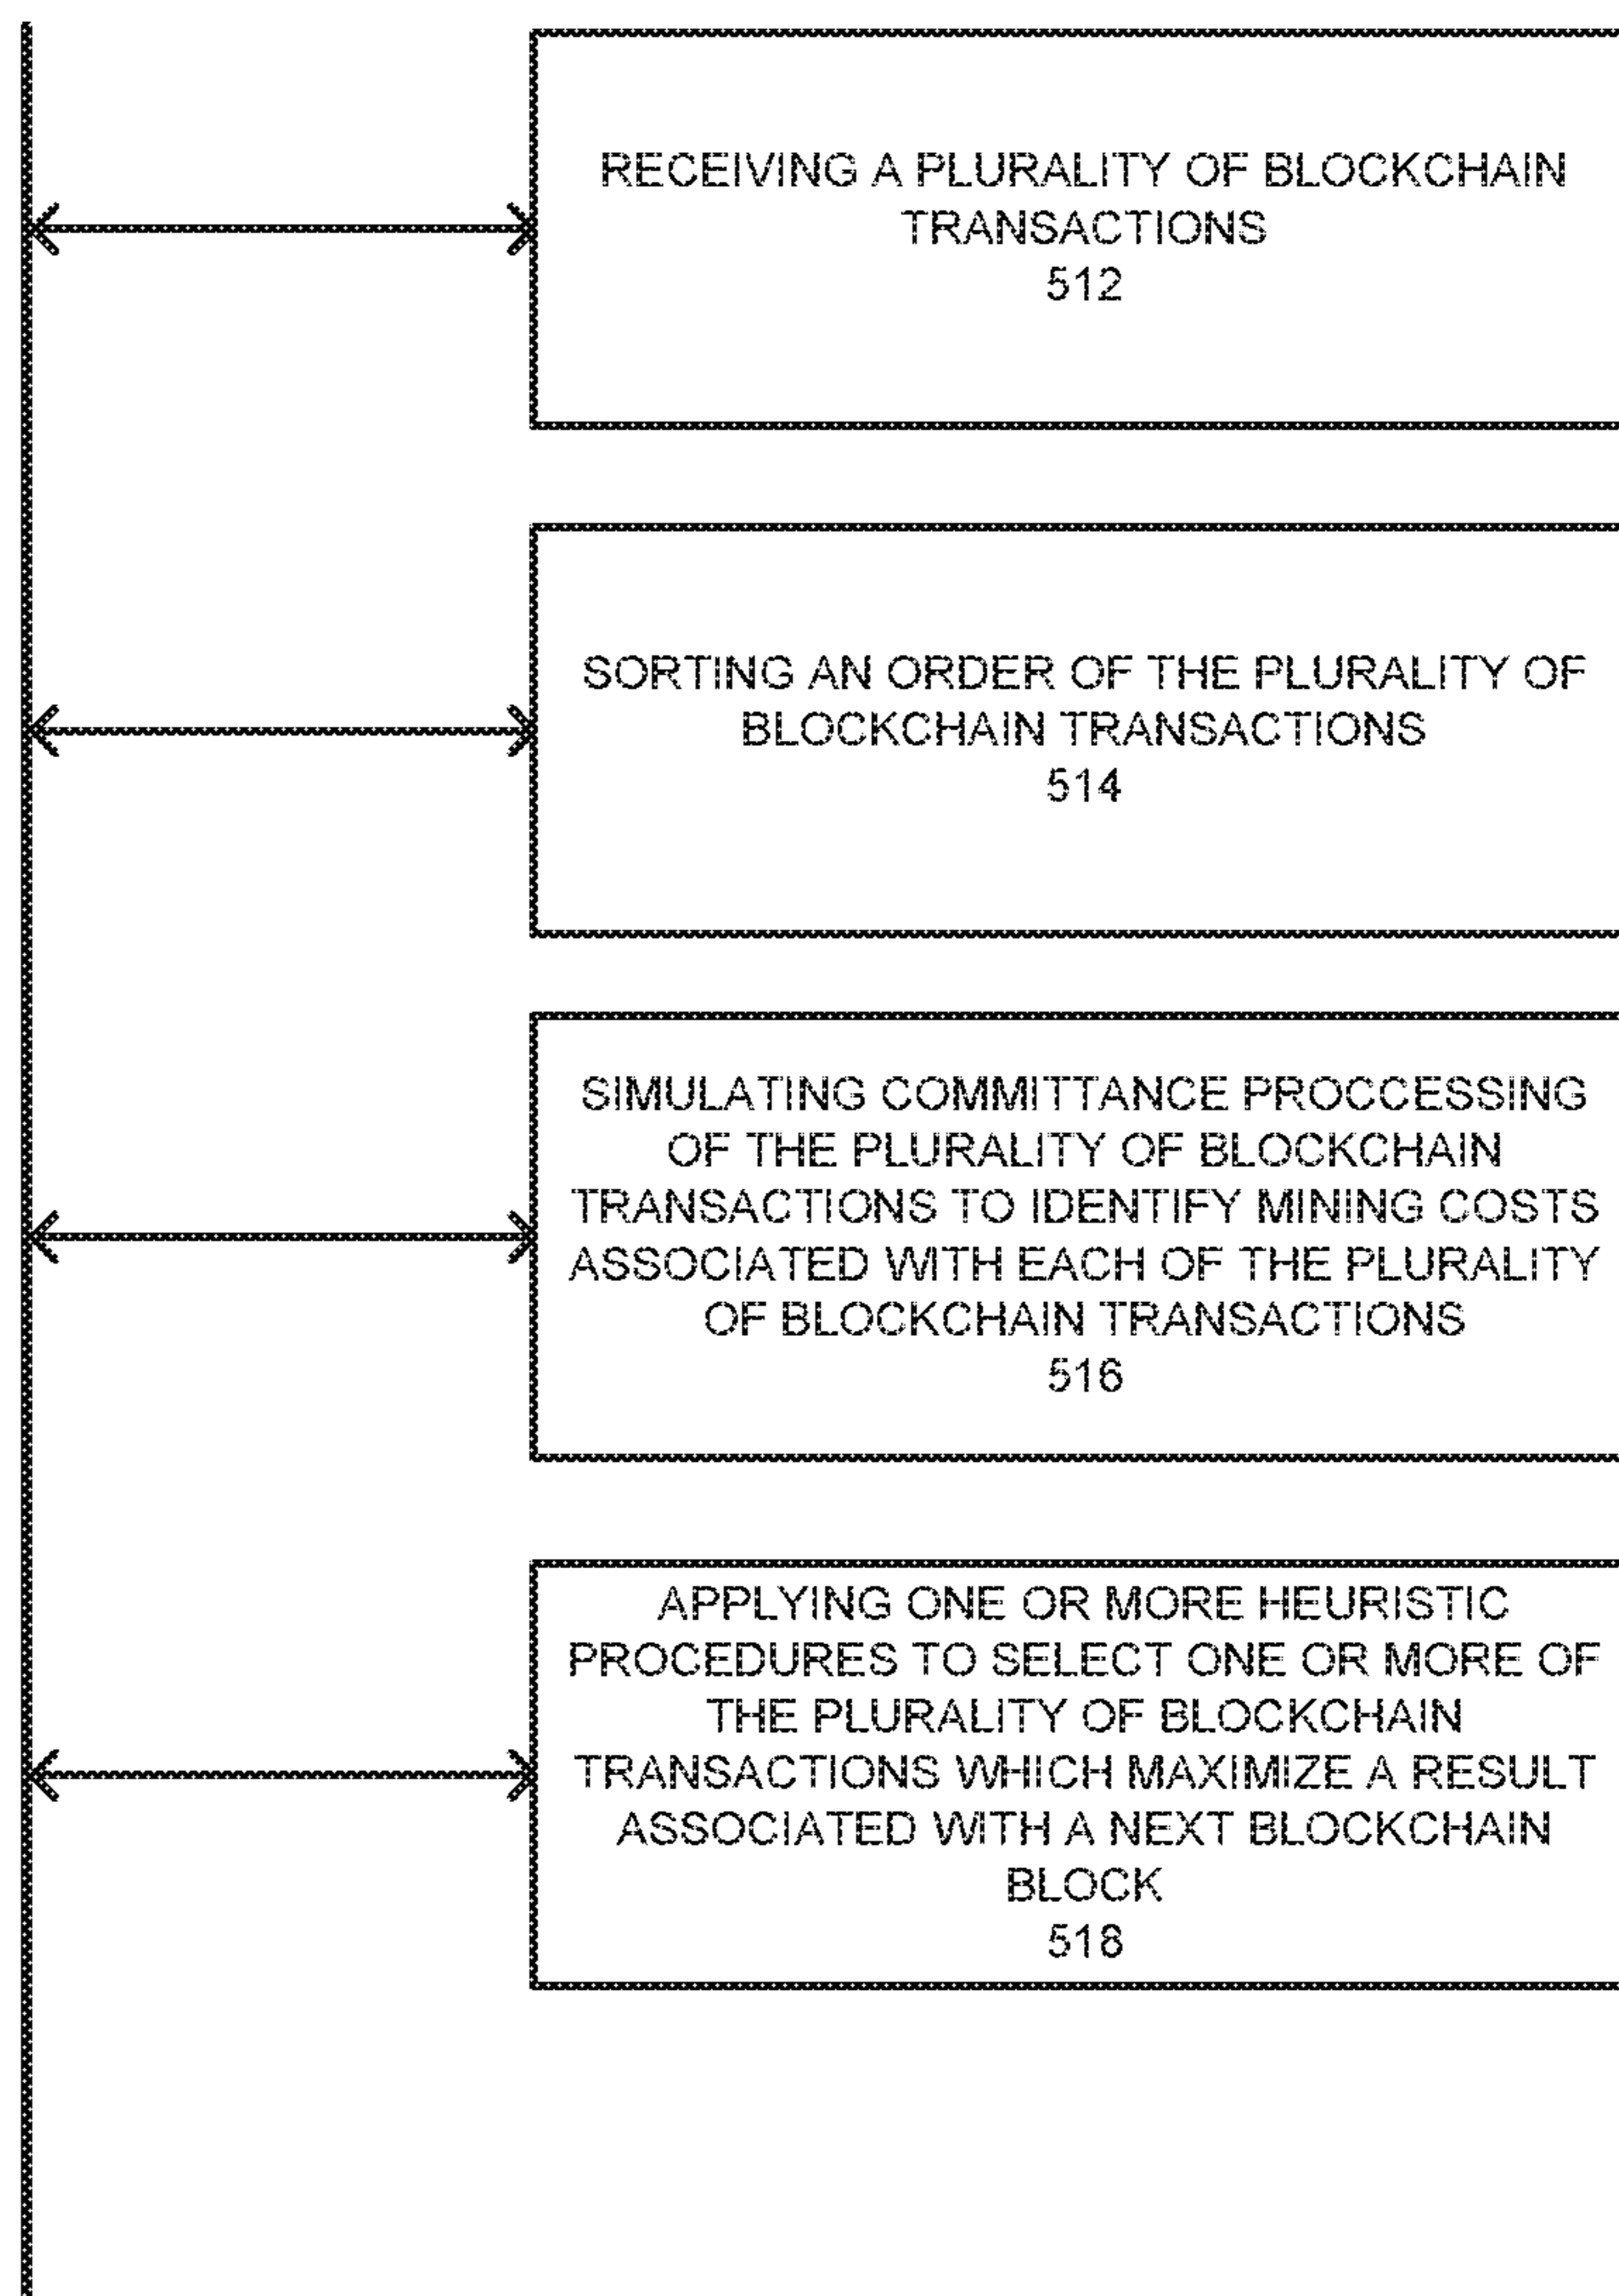 RECEIVING A PLURALITY OF BLOCKCHAIN
TRANSACTIONS
512
SORTING AN ORDER OF THE PLURALITY OF
BLOCKCHAIN TRANSACTIONS
514
SIMULATING COMMITTANCE PROCCESSING
OF THE PLURALITY OF BLOCKCHAIN
TRANSACTIONS TO IDENTIFY MINING COSTS
ASSOCIATED WITH EACH OF THE PLURALITY
OF BLOCKCHAIN TRANSACTIONS
516
APPLYING ONE OR MORE HEURISTIC
PROCEDURES TO SELECT ONE OR MORE OF
THE PLURALITY OF BLOCKCHAIN
TRANSACTIONS WHICH MAXIMIZE A RESULT
ASSOCIATED WITH A NEXT BLOCKCHAIN
BLOCK
518